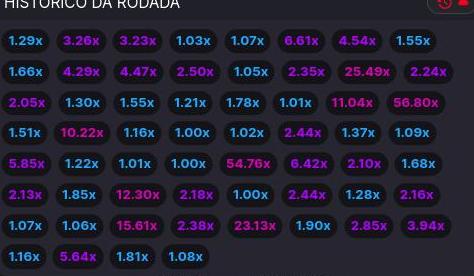 HISTÓRICO DA RODADA
1.29x 3.26x 3.23x 1.03x 1.07x 6.61x 4.54x 1.55x
1.66x 4.29x 4.47x 2.50x 1.05x 2.35x 25.49x 2.24x
2.05x 1.30x 1.55x 1.21x 1.78x 1.01x 11.04x 56.80x
1.51x 10.22x 1.16x 1.00x 1.02x 2.44x 1.37x 1.09x
5.85x 1.22x 1.01x 1.00x 54.76x 6.42x 2.10x 1.68x
2.13x 1.85x 12.30x 2.18x 1.00x 2.44x 1.28x 2.16x
1.07x 1.06x 15.61x 2.38x 23.13x 1.90x 2.85x 3.94x
1.16x 5.64x 1.81x 1.08x